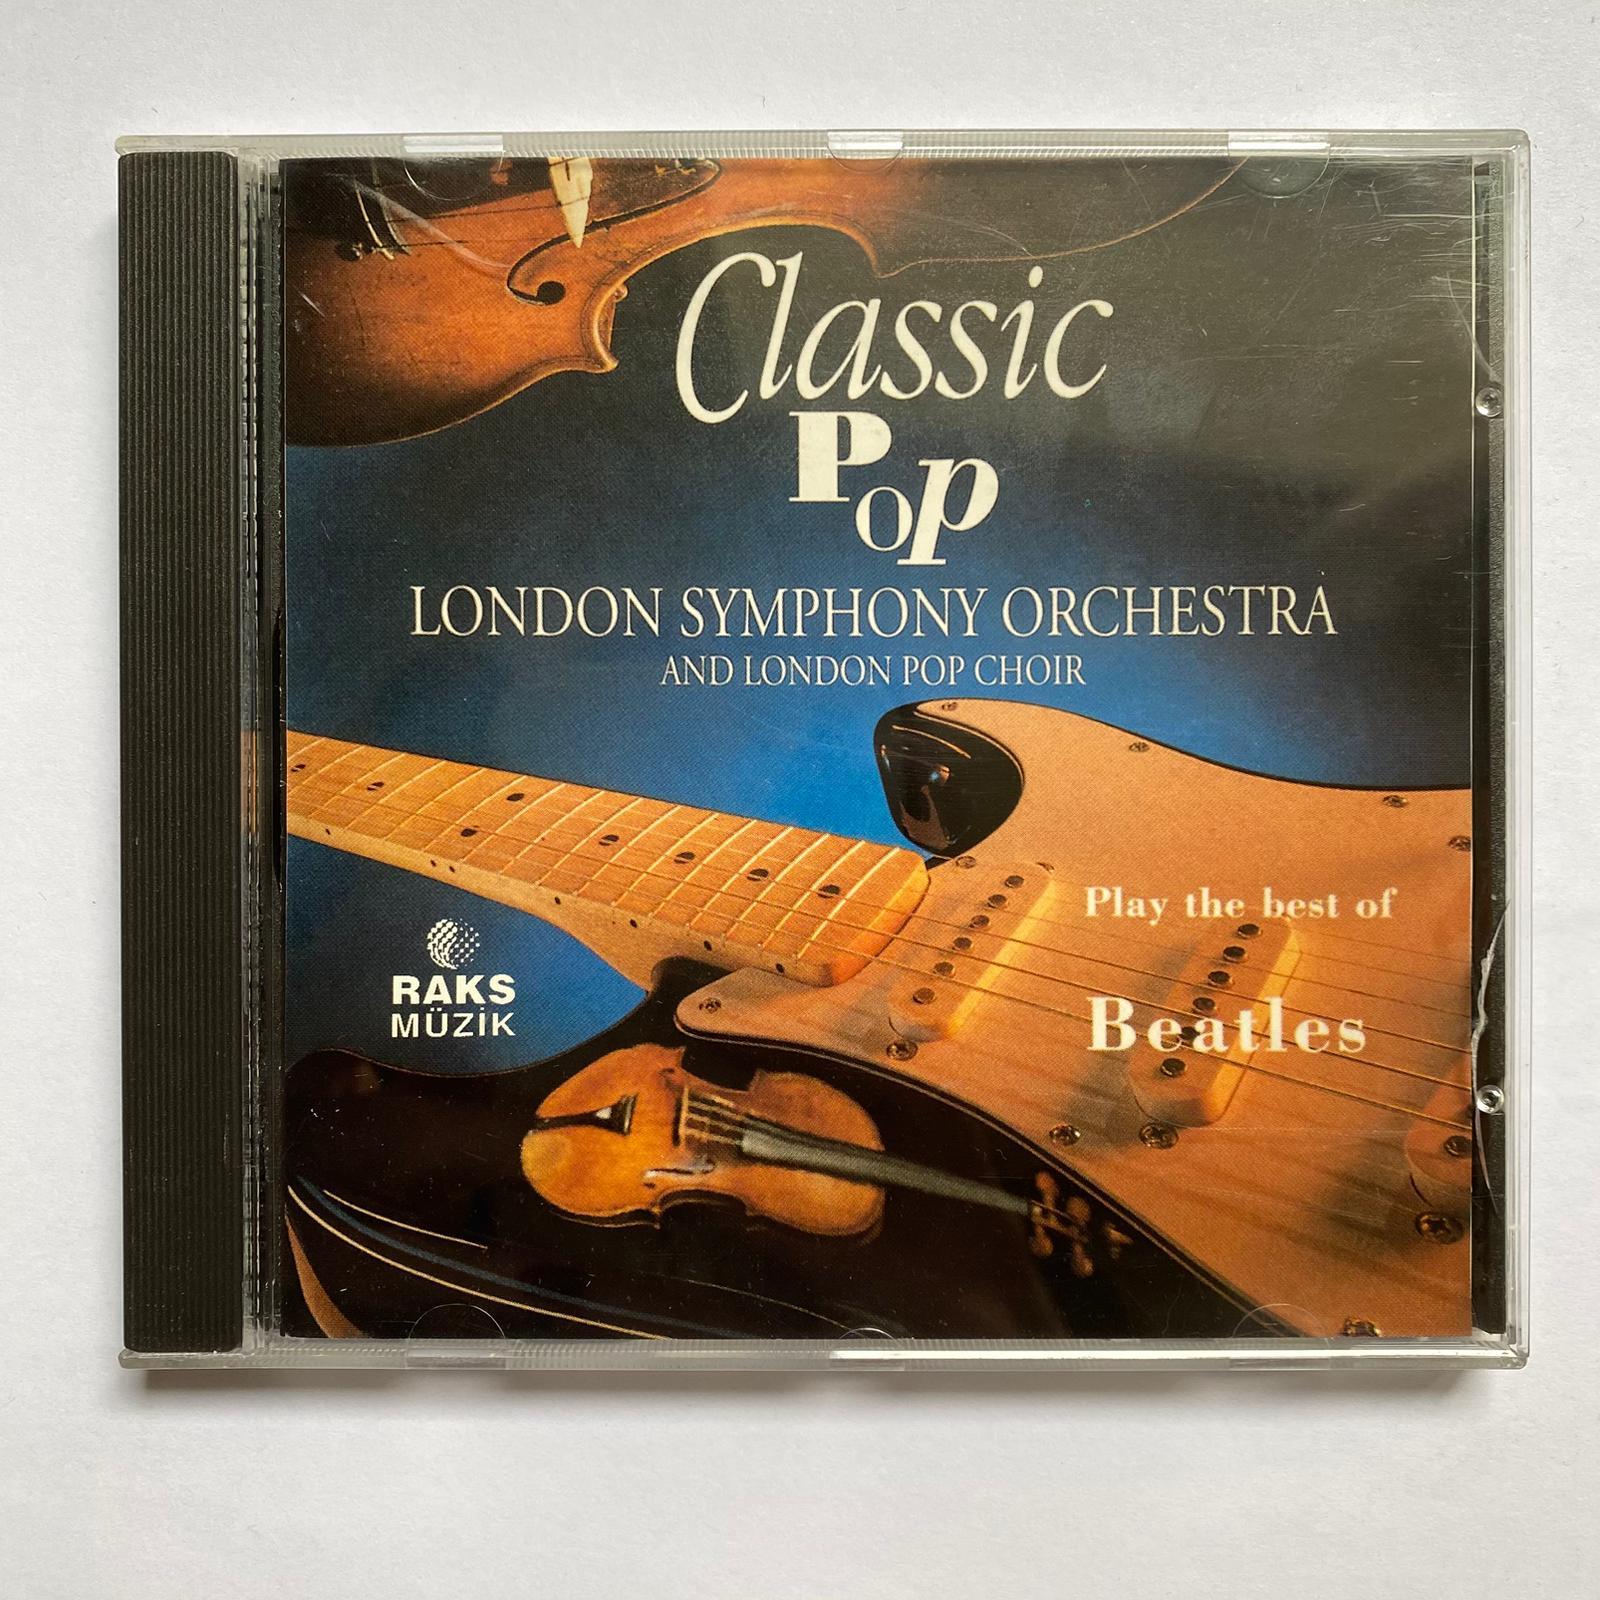 Classic
Pop
LONDON SYMPHONY ORCHESTRA
AND LONDON POP CHOIR
Play the best of
Beatles
RAKS
MÜZİK